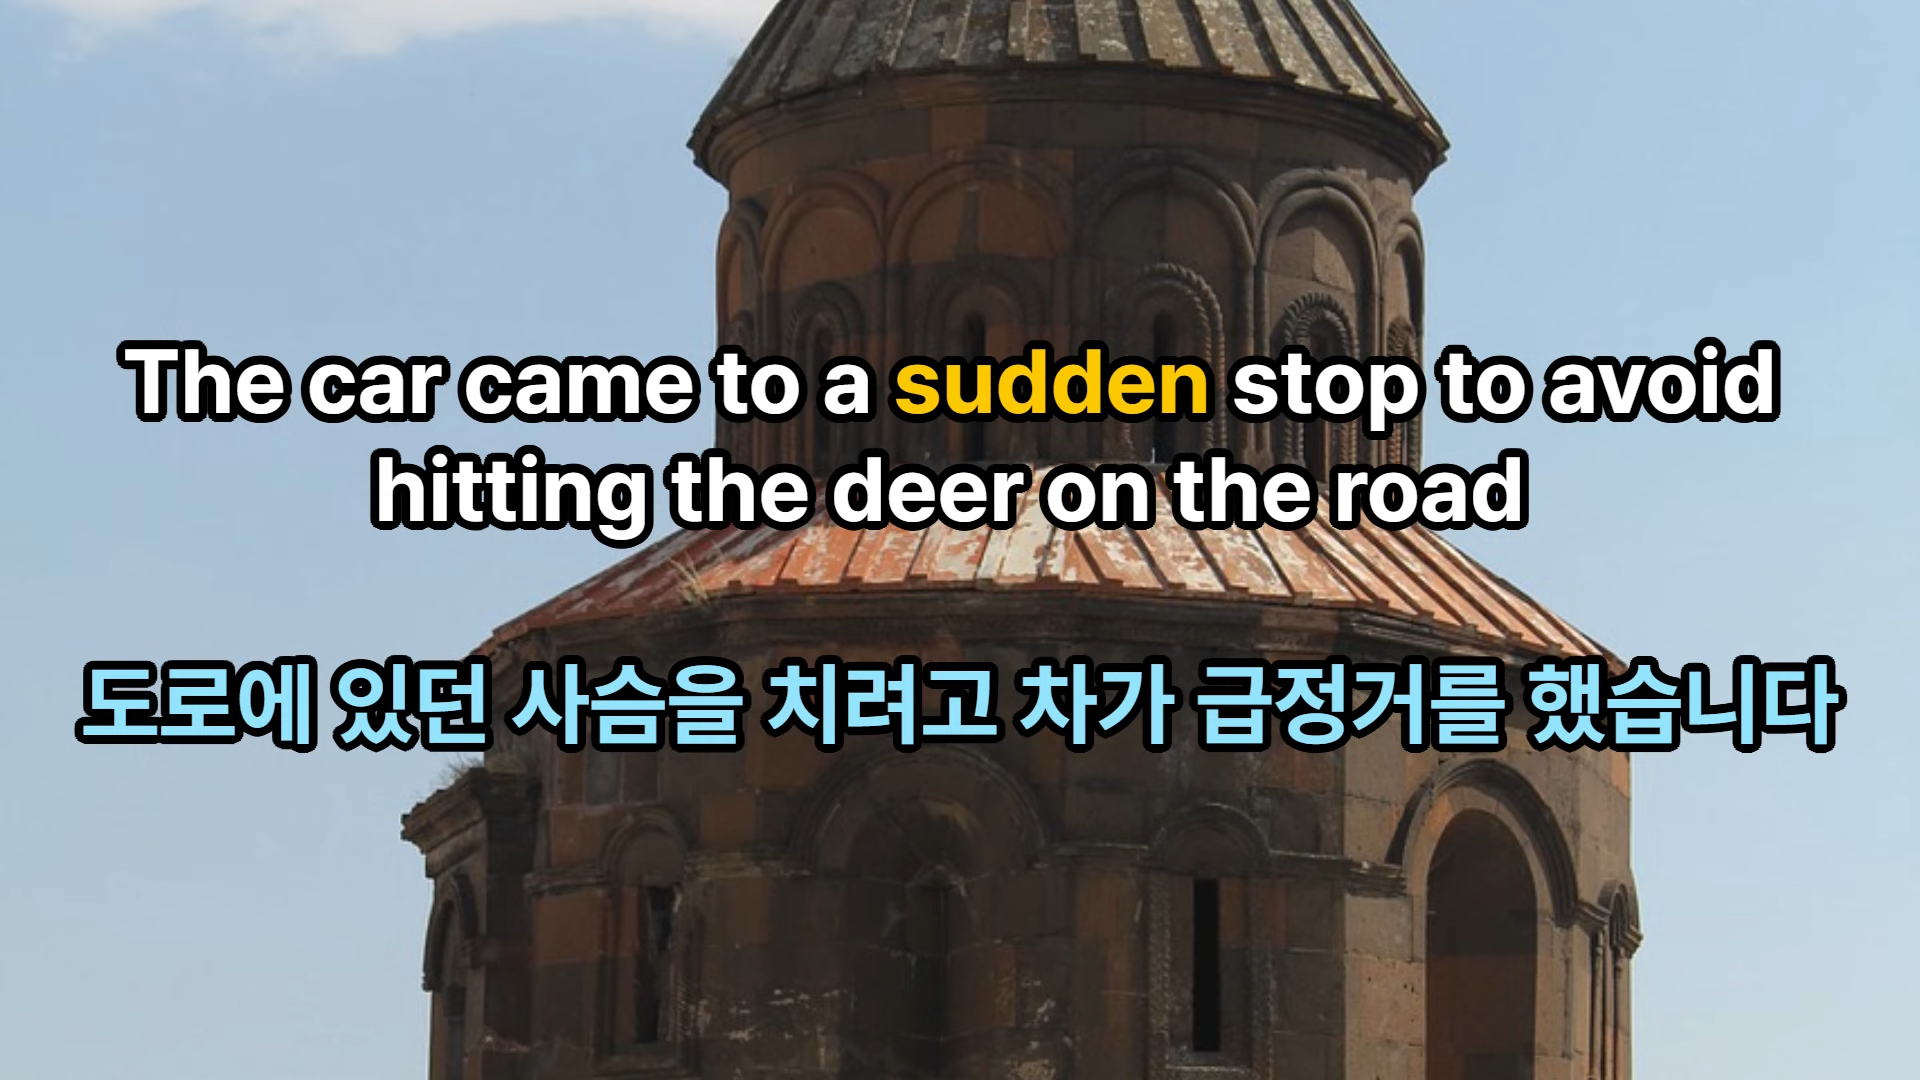 The car came to a sudden stop to avoid
hitting the deer on the road
도로에 있던 사슴을 치려고 차가 급정거를 했습니다